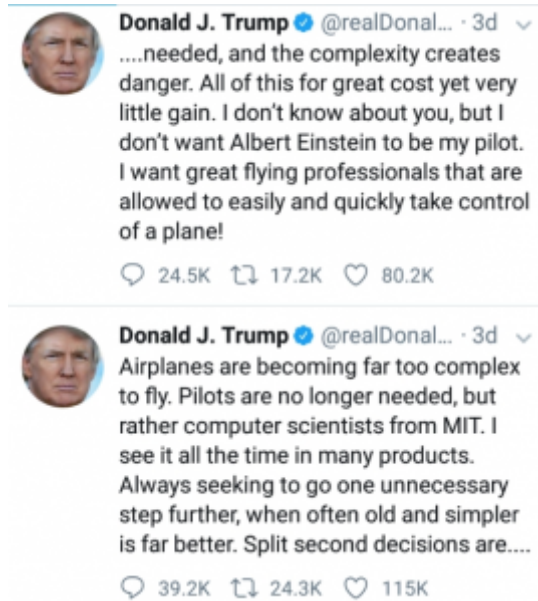 Donald J. Trump @realDonal... · 3d
....needed, and the complexity creates
danger. All of this for great cost yet very
little gain. I don't know about you, but I
don't want Albert Einstein to be my pilot.
I want great flying professionals that are
allowed to easily and quickly take control
of a plane!
24.5K 17.2K 80.2K
Donald J. Trump @realDonal... · 3d
Airplanes are becoming far too complex
to fly. Pilots are no longer needed, but
rather computer scientists from MIT. I
see it all the time in many products.
Always seeking to go one unnecessary
step further, when often old and simpler
is far better. Split second decisions are....
39.2K 24.3K 115K